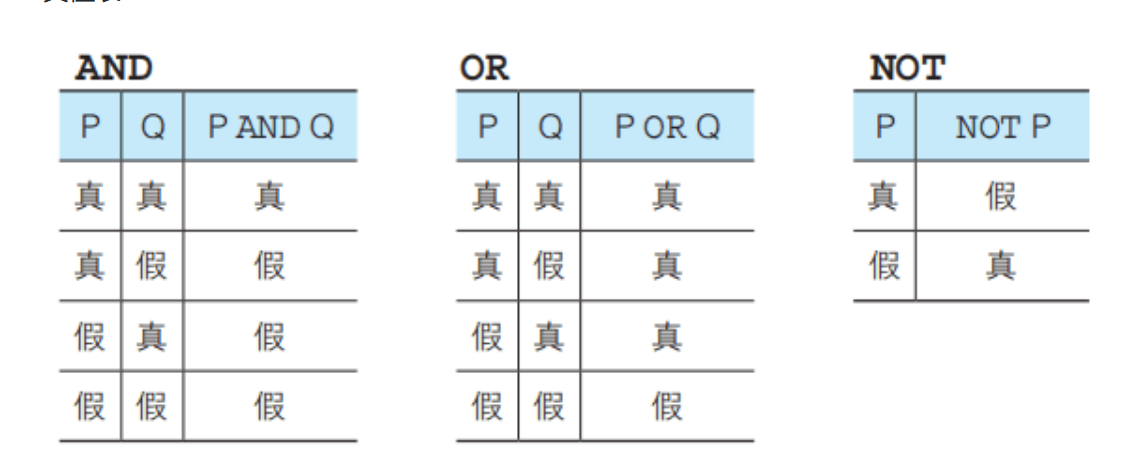 AND
P Q P AND Q
真 真 真
真 假 假
假 真 假
假 假 假
OR
P Q P OR Q
真 真 真
真 假 真
假 真 真
假 假 假
NOT
P NOT P
真 假
假 真